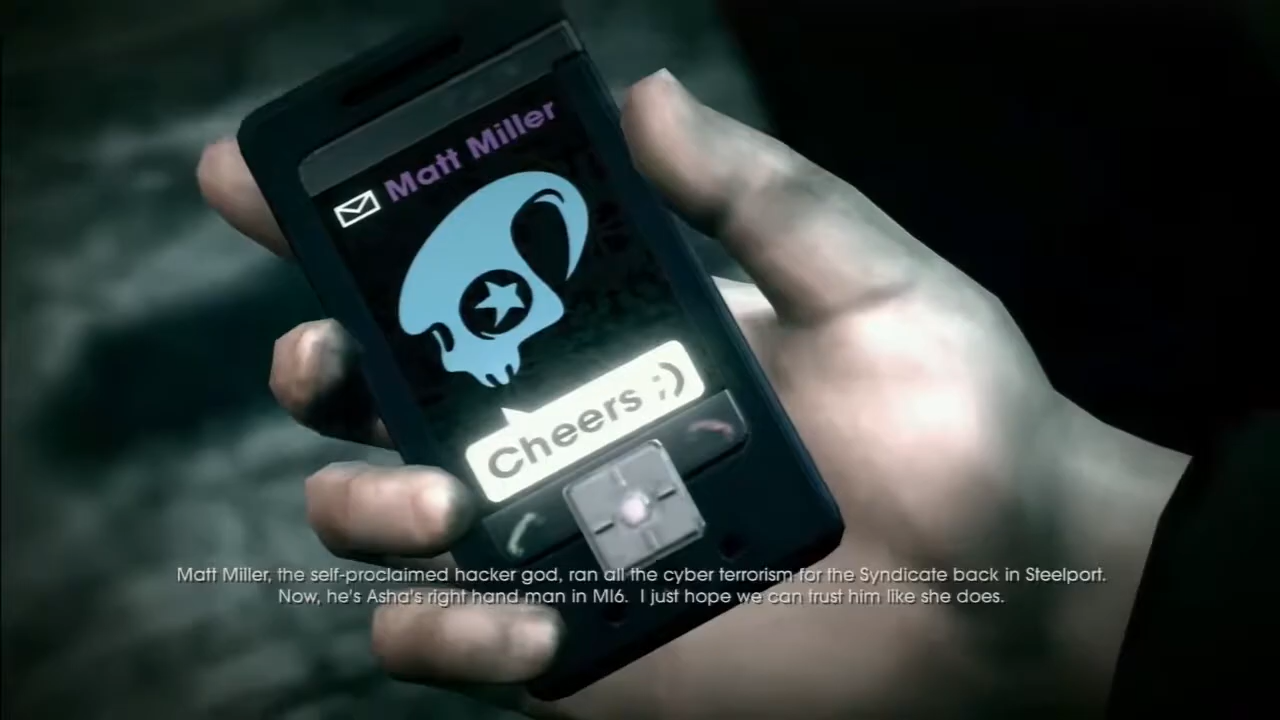 Matt Miller
Cheers ;)
Matt Miller, the self-proclaimed hacker god, ran all the cyber terrorism for the Syndicate back in Steelport.
Now, he's Asha's right hand man in MI6.  I just hope we can trust him like she does.